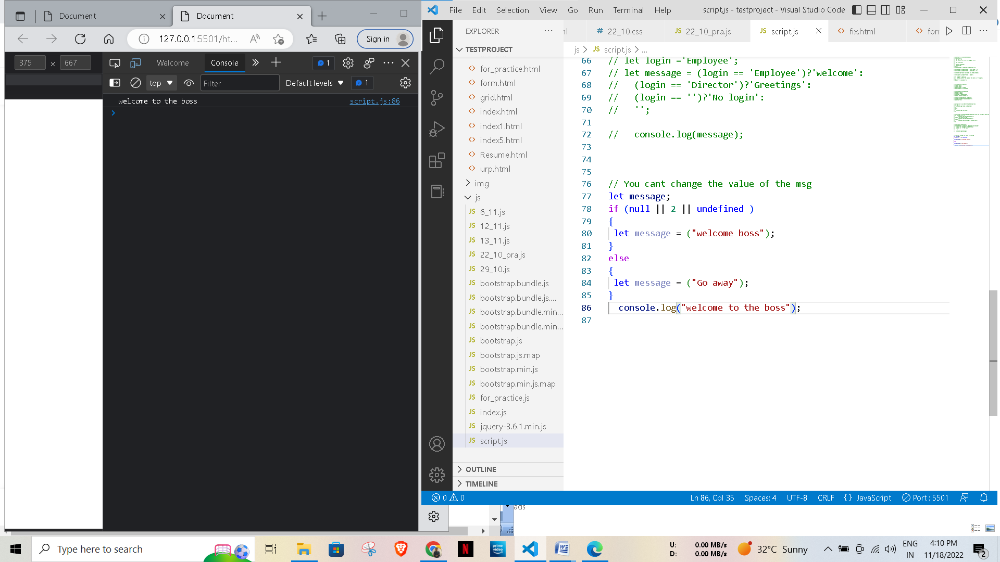 Document
Document
127.0.0.1:5501/ht...
Sign in
375 × 667
Welcome
Console
1
top
Filter
Default levels
1
welcome to the boss
script.js:86
File Edit Selection View Go Run Terminal Help
script.js - testproject - Visual Studio Code
EXPLORER
22_10.css
22_10_pra.js
script.js
fix.html
TESTPROJECT
js > script.js > ...
for_practice.html
form.html
grid.html
index.html
index1.html
index5.html
Resume.html
urp.html
img
js
6_11.js
12_11.js
13_11.js
22_10_pra.js
29_10.js
bootstrap.bundle.js
bootstrap.bundle.js....
bootstrap.bundle.min...
bootstrap.bundle.min...
bootstrap.js
bootstrap.js.map
bootstrap.min.js
bootstrap.min.js.map
for_practice.js
index.js
jquery-3.6.1.min.js
script.js
OUTLINE
TIMELINE
66 // let login ='Employee';
67 // let message = (login == 'Employee')?'welcome':
68 //   (login == 'Director')?'Greetings':
69 //   (login == '')?'No login':
70 //   '';
71
72 //   console.log(message);
73
74
75
76 // You cant change the value of the msg
77 let message;
78 if (null || 2 || undefined )
79 {
80  let message = ("welcome boss");
81 }
82 else
83 {
84  let message = ("Go away");
85 }
86   console.log("welcome to the boss");
87
0 0
Ln 86, Col 35
Spaces: 4
UTF-8
CRLF
{} JavaScript
Port : 5501
ads
Type here to search
prime video
U: 0.00 MB/s
D: 0.00 MB/s
32°C Sunny
ENG
IN
4:10 PM
11/18/2022
2